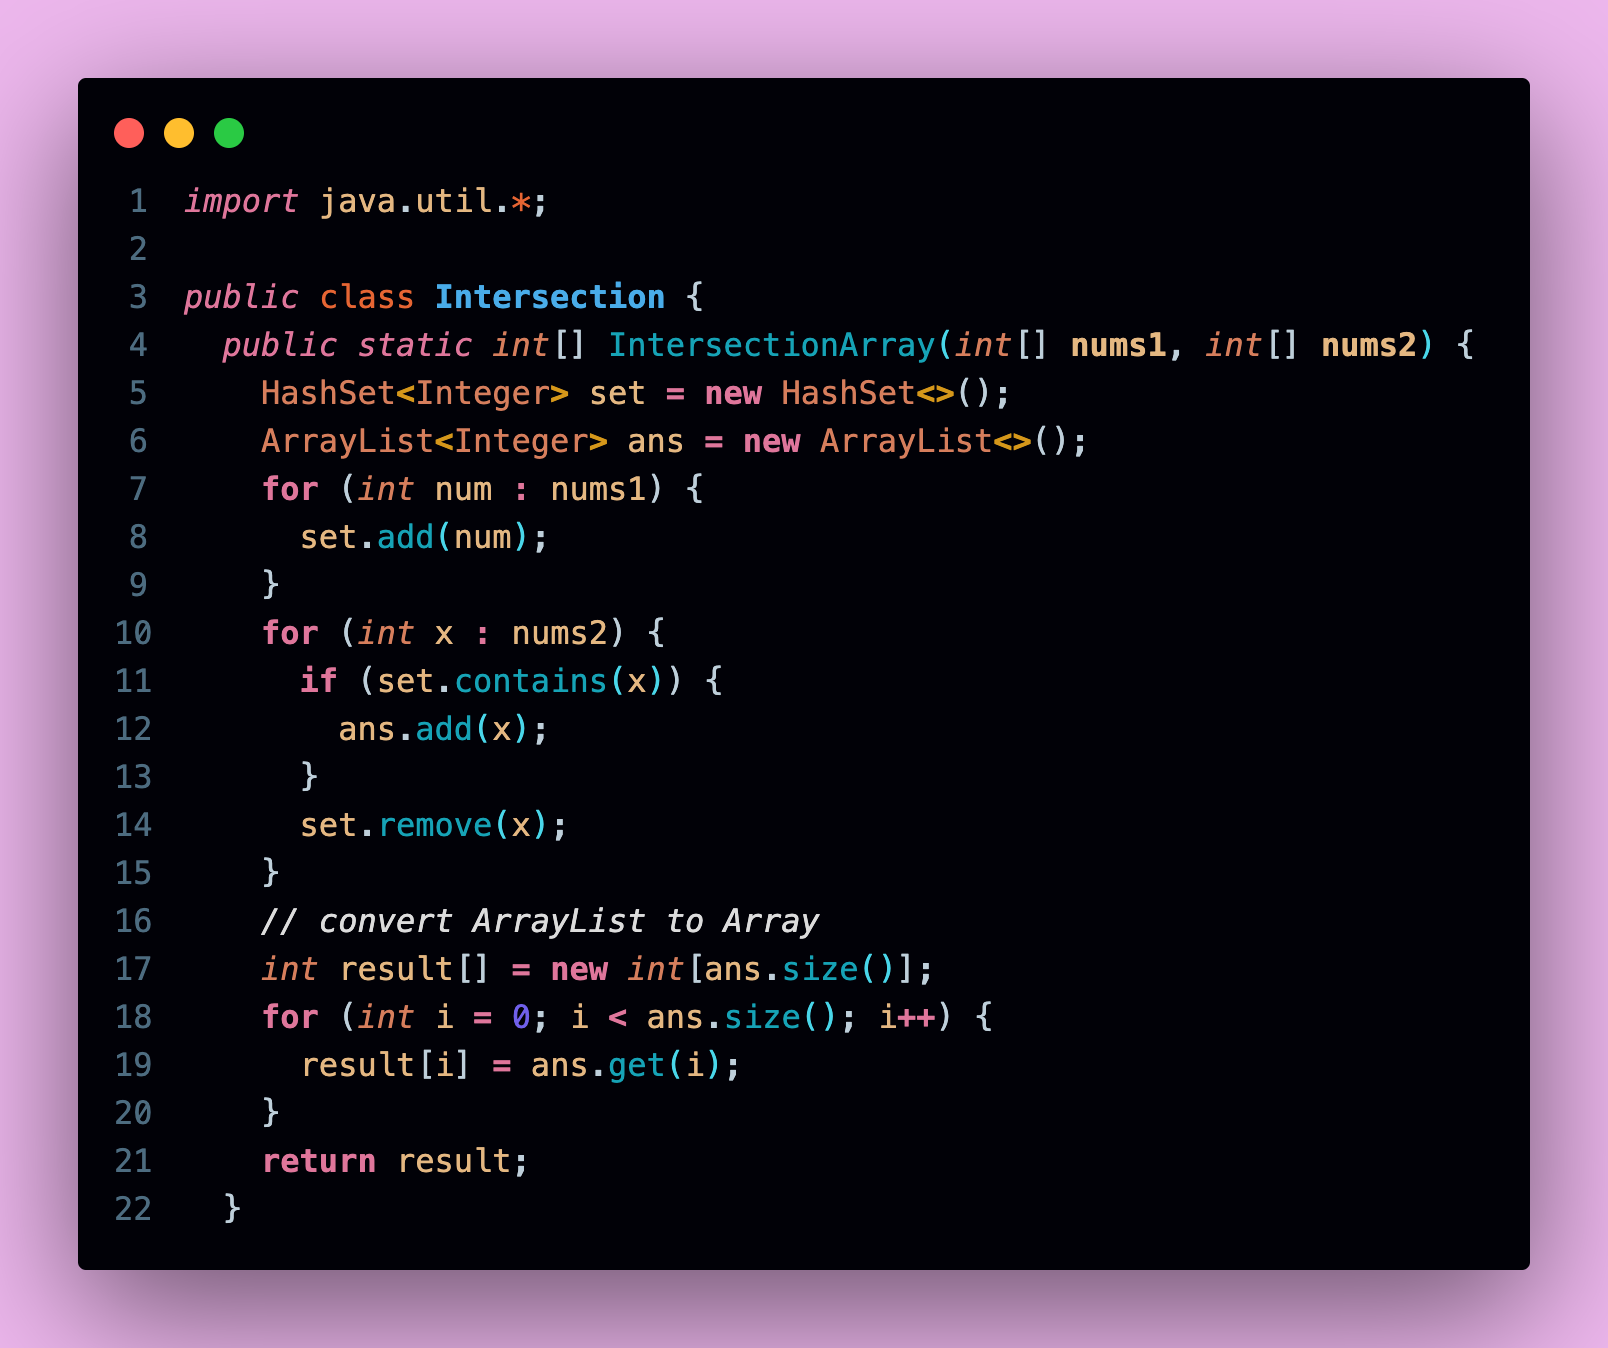 1 import java.util.*;
2
3 public class Intersection {
4   public static int[] IntersectionArray(int[] nums1, int[] nums2) {
5     HashSet<Integer> set = new HashSet<>();
6     ArrayList<Integer> ans = new ArrayList<>();
7     for (int num : nums1) {
8       set.add(num);
9     }
10     for (int x : nums2) {
11       if (set.contains(x)) {
12         ans.add(x);
13       }
14       set.remove(x);
15     }
16     // convert ArrayList to Array
17     int result[] = new int[ans.size()];
18     for (int i = 0; i < ans.size(); i++) {
19       result[i] = ans.get(i);
20     }
21     return result;
22   }